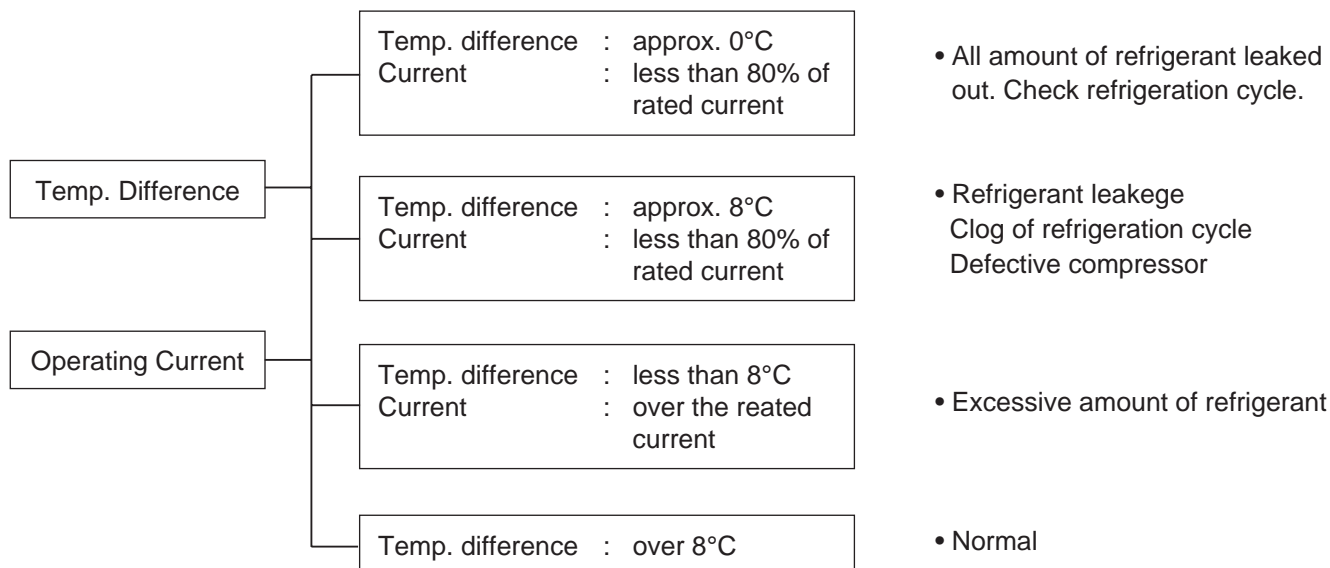 Temp. difference : approx. 0°C
Current : less than 80% of
rated current
• All amount of refrigerant leaked
out. Check refrigeration cycle.
Temp. Difference
Temp. difference : approx. 8°C
Current : less than 80% of
rated current
• Refrigerant leakege
Clog of refrigeration cycle
Defective compressor
Operating Current
Temp. difference : less than 8°C
Current : over the reated
current
• Excessive amount of refrigerant
Temp. difference : over 8°C
• Normal